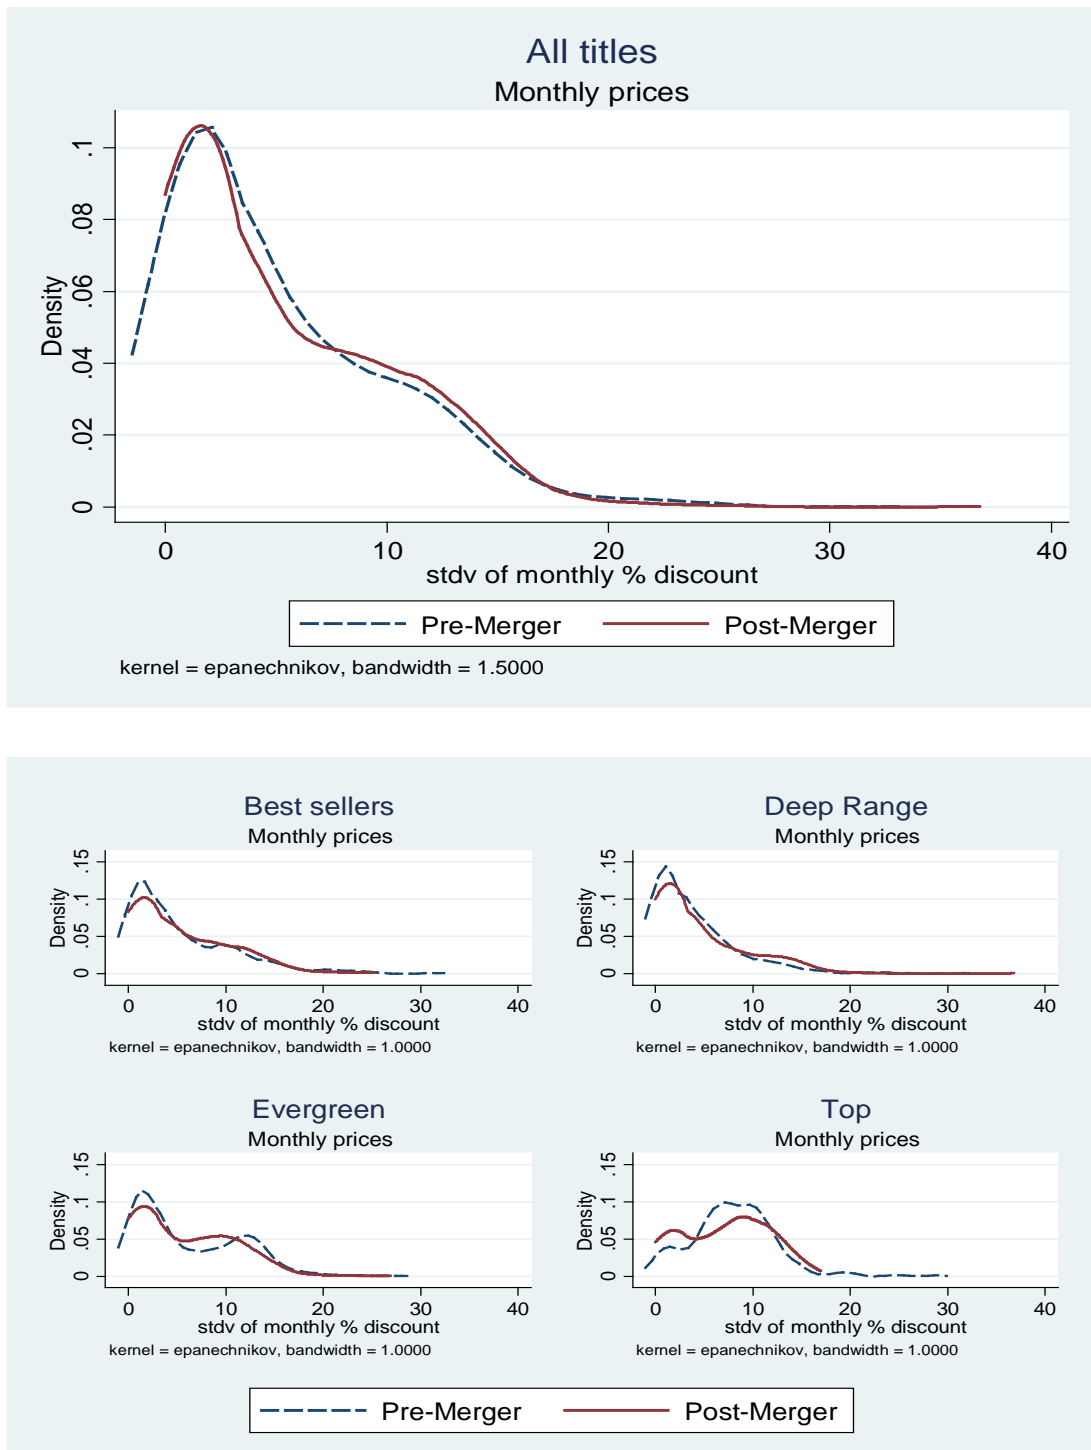 All titles
Monthly prices
Density
0
.02
.04
.06
.08
.1
0 10 20 30 40
stdv of monthly % discount
Pre-Merger Post-Merger
kernel = epanechnikov, bandwidth = 1.5000
Best sellers
Monthly prices
Density
0 .05 .1 .15
0 10 20 30 40
stdv of monthly % discount
kernel = epanechnikov, bandwidth = 1.0000
Deep Range
Monthly prices
Density
0 .05 .1 .15
0 10 20 30 40
stdv of monthly % discount
kernel = epanechnikov, bandwidth = 1.0000
Evergreen
Monthly prices
Density
0 .05 .1 .15
0 10 20 30 40
stdv of monthly % discount
kernel = epanechnikov, bandwidth = 1.0000
Top
Monthly prices
Density
0 .05 .1 .15
0 10 20 30 40
stdv of monthly % discount
kernel = epanechnikov, bandwidth = 1.0000
Pre-Merger Post-Merger